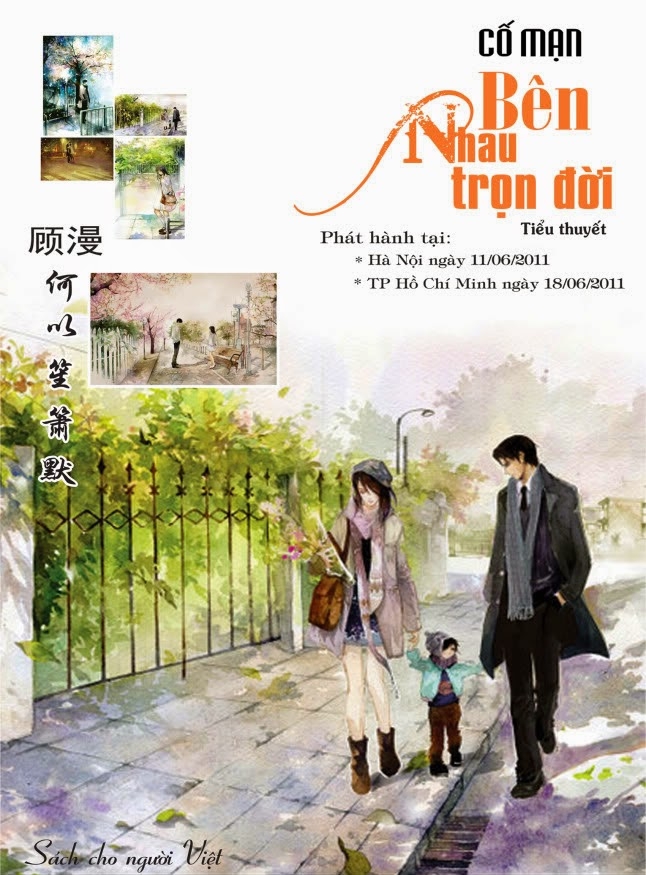 CỐ MẠN
Bên
Nhau
trọn đời
Tiểu thuyết
Phát hành tại:
* Hà Nội ngày 11/06/2011
* TP Hồ Chí Minh ngày 18/06/2011
顾漫
何以笙箫默
Sách cho người Việt